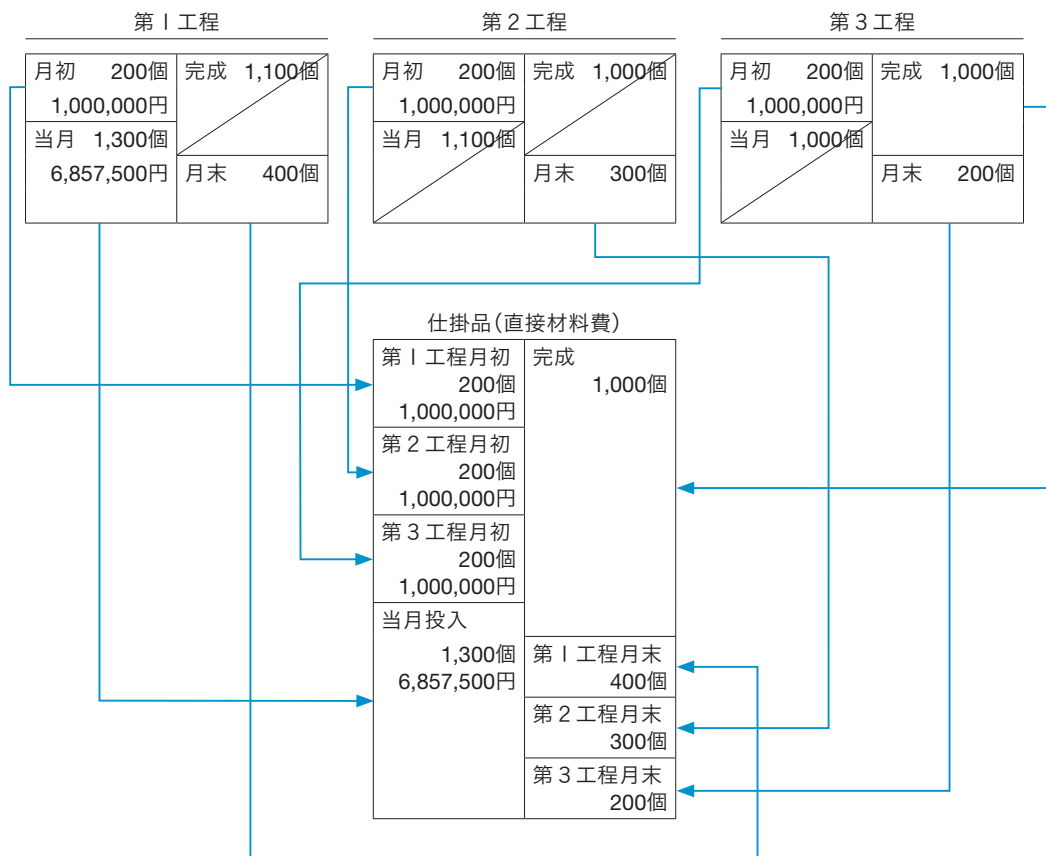 第1工程
第2工程
第3工程
月初 200個 完成 1,100個
1,000,000円
当月 1,300個
6,857,500円 月末 400個
月初 200個 完成 1,000個
1,000,000円
当月 1,100個
月末 300個
月初 200個 完成 1,000個
1,000,000円
当月 1,000個
月末 200個
仕掛品(直接材料費)
第1工程月初 完成
200個 1,000個
1,000,000円
第2工程月初
200個
1,000,000円
第3工程月初
200個
1,000,000円
当月投入
1,300個
6,857,500円
第1工程月末
400個
第2工程月末
300個
第3工程月末
200個